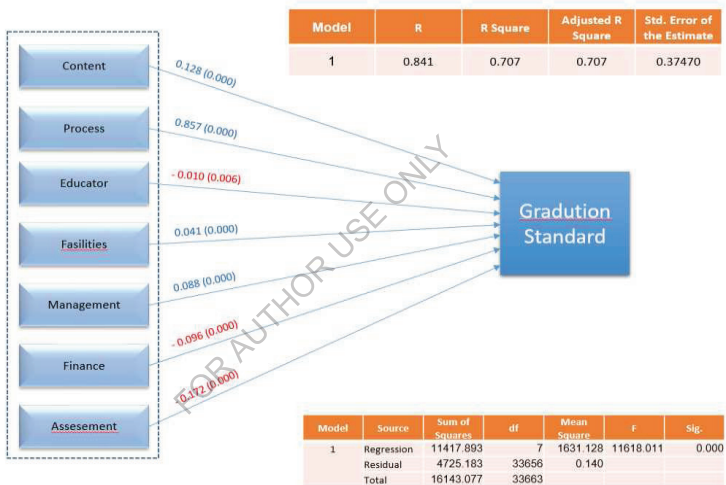 Model R R Square Adjusted R Square Std. Error of the Estimate
1 0.841 0.707 0.707 0.37470
Content
0.128 (0.000)
Process
0.857 (0.000)
Educator
- 0.010 (0.006)
Fasilities
0.041 (0.000)
Management
0.088 (0.000)
Finance
- 0.096 (0.000)
Assesement
- 0.172 (0.000)
Gradution
Standard
FOR AUTHOR USE ONLY
Model Source Sum of Squares df Mean Square F Sig.
1 Regression 11417.893 7 1631.128 11618.011 0.000
Residual 4725.183 33656 0.140
Total 16143.077 33663